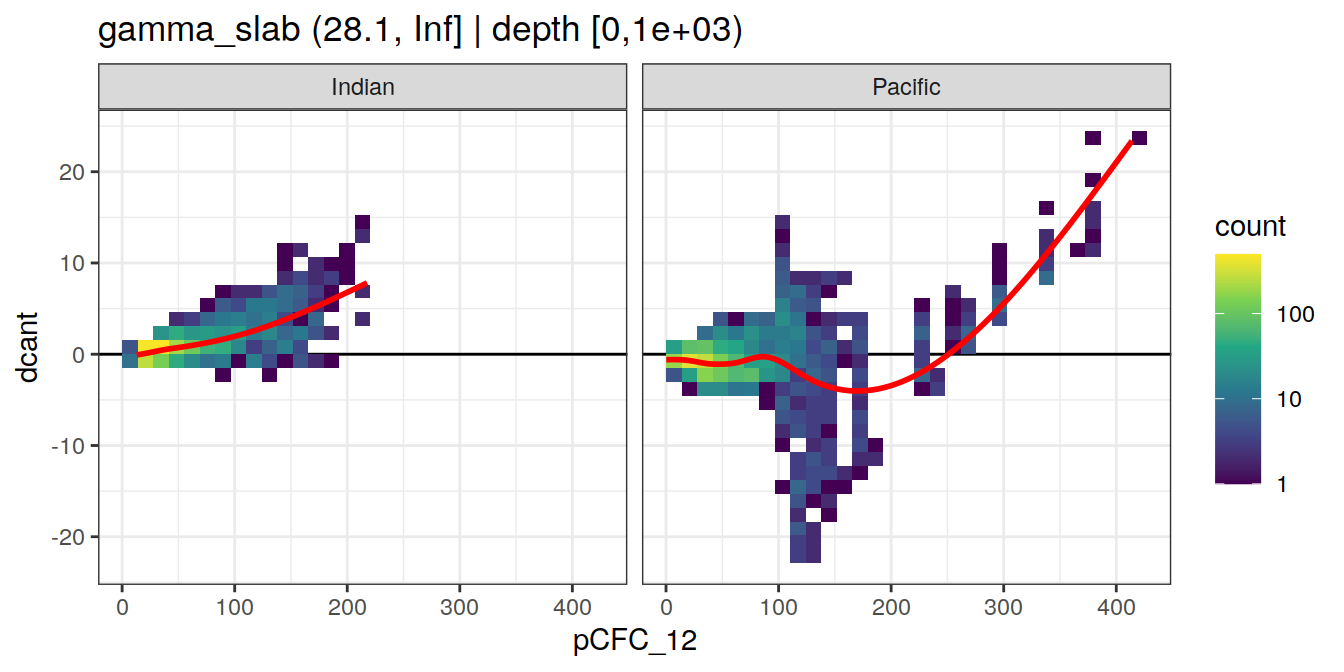 gamma_slab (28.1, Inf] | depth [0,1e+03)
Indian
Pacific
dcant
20
10
0
-10
-20
0 100 200 300 400
0 100 200 300 400
pCFC_12
count
100
10
1